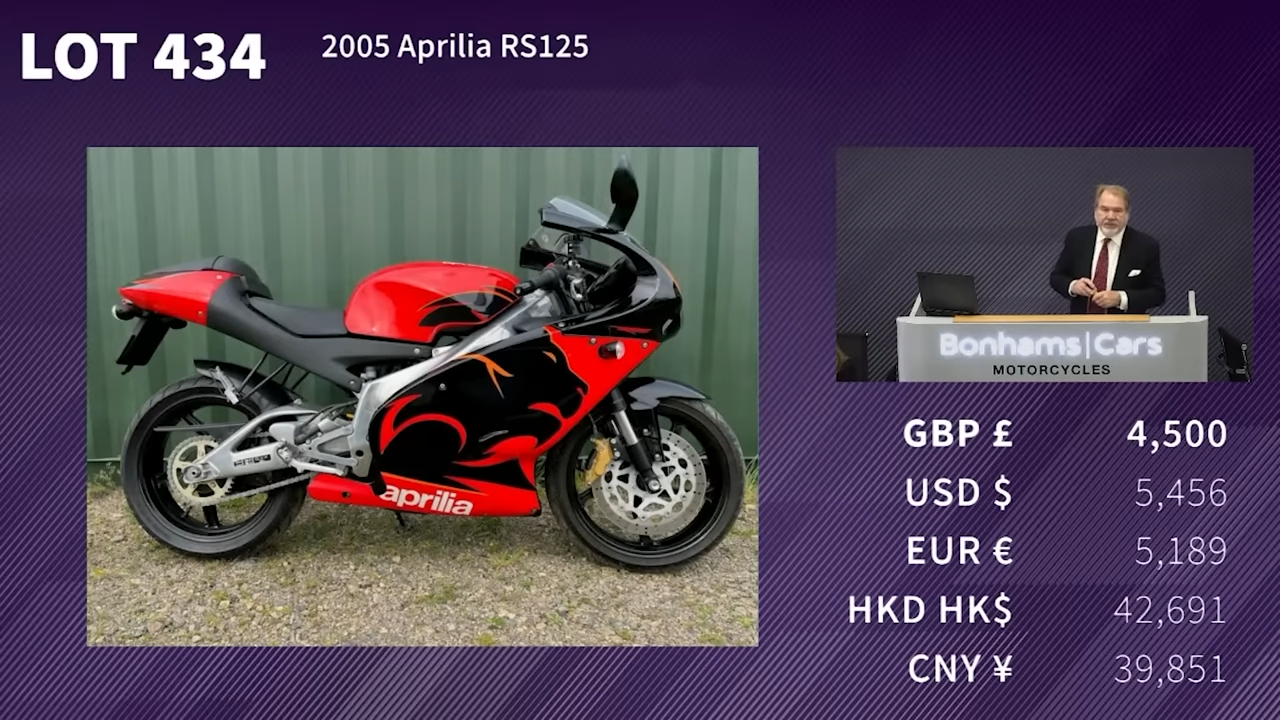 LOT 434
2005 Aprilia RS125
aprilia
Bonhams|Cars
MOTORCYCLES
GBP £ 4,500
USD $ 5,456
EUR € 5,189
HKD HK$ 42,691
CNY ¥ 39,851